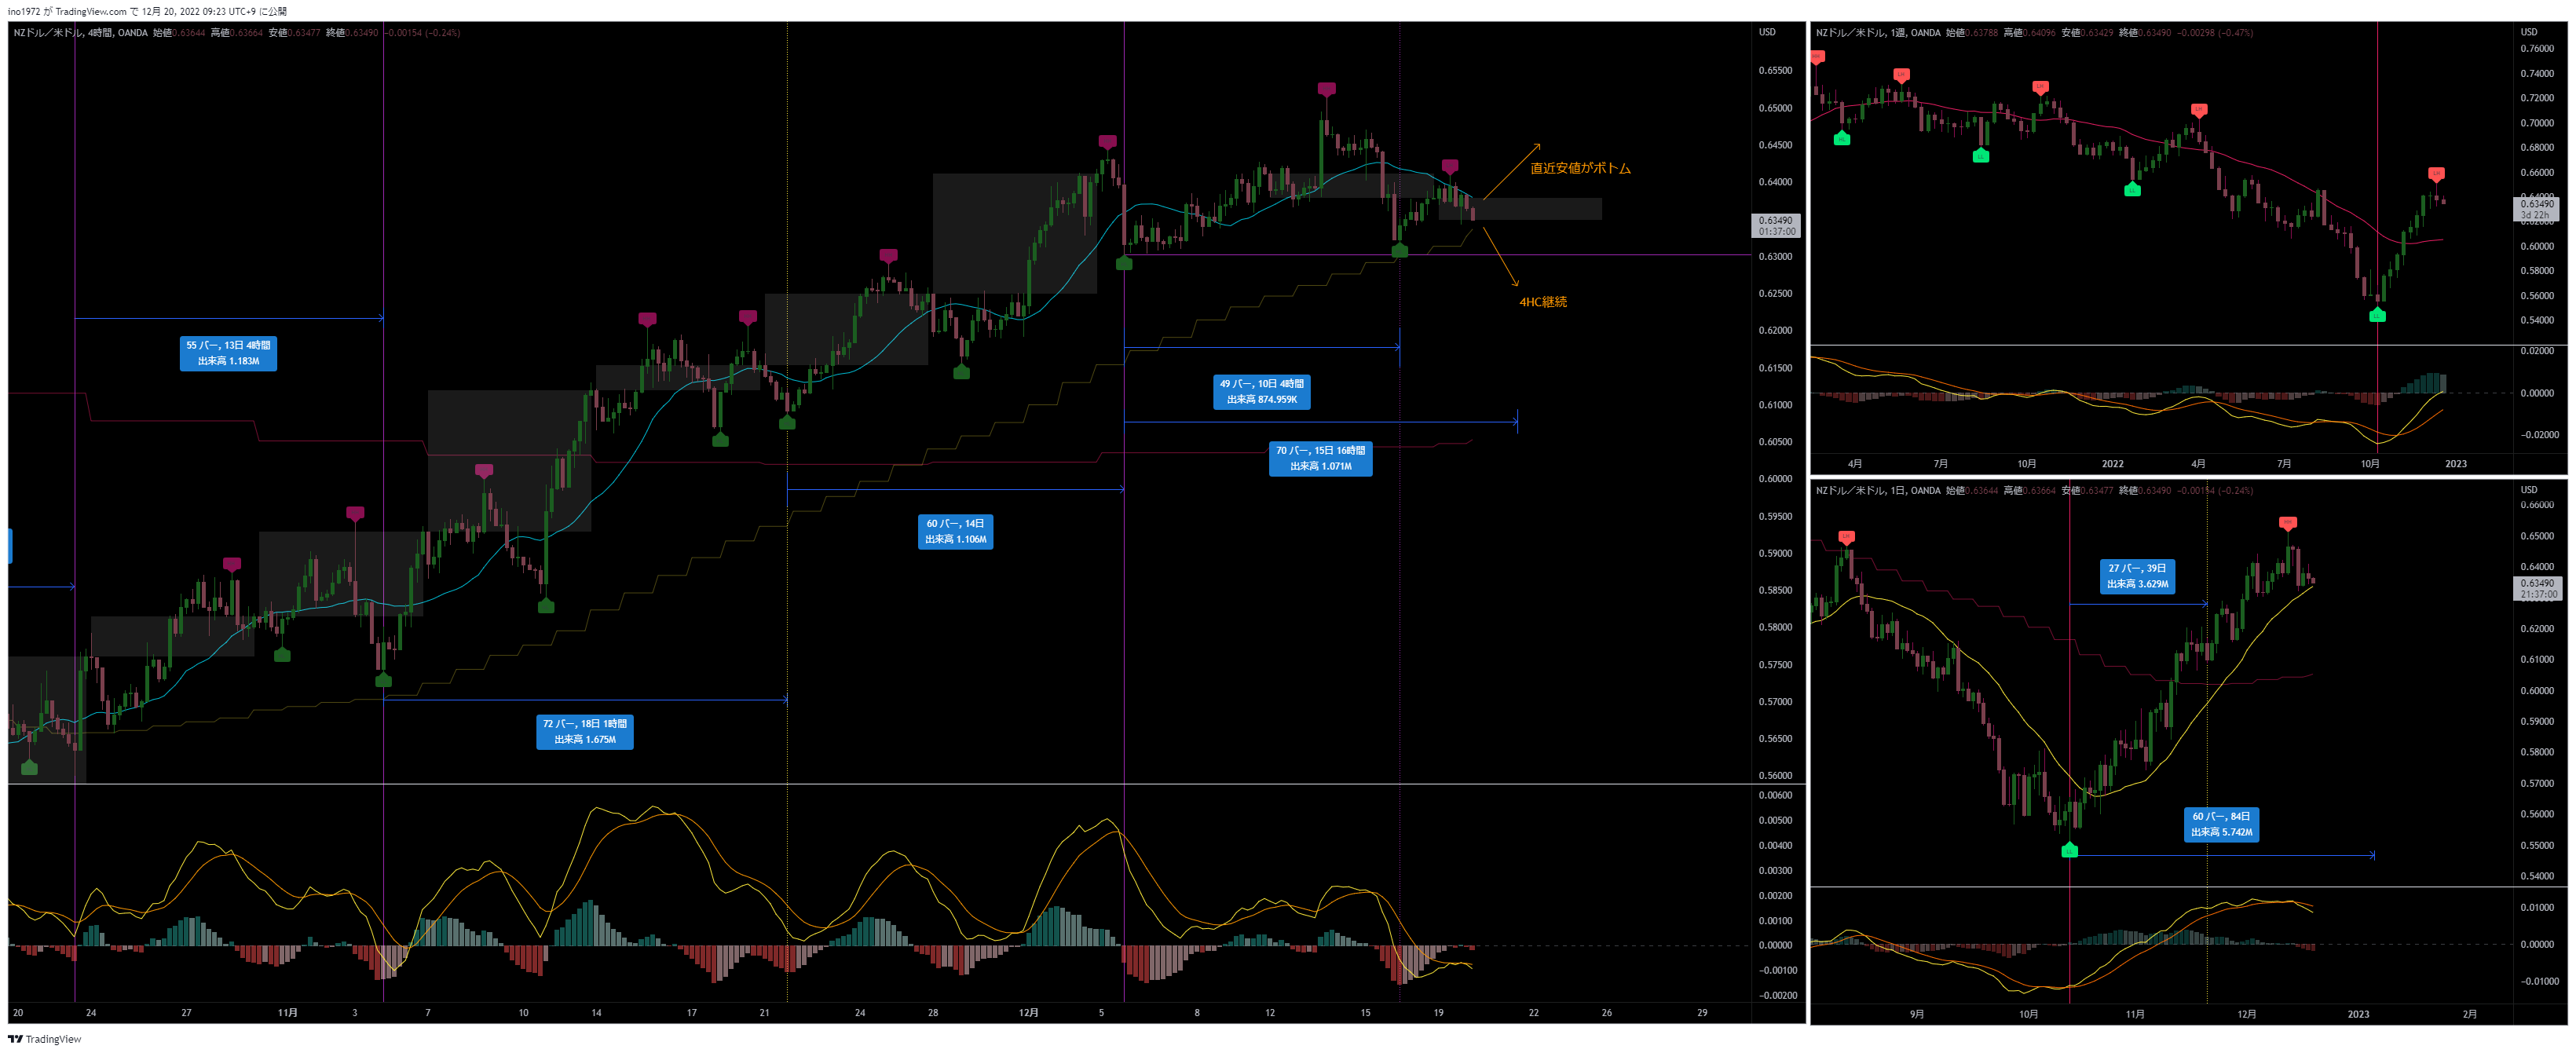 ino1972 が TradingView.com で 12月 20, 2022 09:23 UTC+9 に公開
NZドル／米ドル, 4時間, OANDA 始値0.63644 高値0.63664 安値0.63477 終値0.63490 −0.00154 (−0.24%)
USD
0.65500
0.65000
0.64500
0.64000
0.63490
01:37:00
0.63000
0.62500
0.62000
0.61500
0.61000
0.60500
0.60000
0.59500
0.59000
0.58500
0.58000
0.57500
0.57000
0.56500
0.56000
直近安値がボトム
4HC継続
55 バー, 13日 4時間
出来高 1.183M
49 バー, 10日 4時間
出来高 874.959K
70 バー, 15日 16時間
出来高 1.071M
60 バー, 14日
出来高 1.106M
72 バー, 18日 1時間
出来高 1.675M
0.00600
0.00500
0.00400
0.00300
0.00200
0.00100
0.00000
−0.00100
−0.00200
20 24 27 11月 3 7 10 14 17 21 24 28 12月 5 8 12 15 19 22 26 29
NZドル／米ドル, 1週, OANDA 始値0.63788 高値0.64096 安値0.63429 終値0.63490 −0.00298 (−0.47%)
USD
0.76000
0.74000
0.72000
0.70000
0.68000
0.66000
0.63490
3d 22h
0.60000
0.58000
0.56000
0.54000
0.02000
0.00000
−0.02000
4月 7月 10月 2022 4月 7月 10月 2023
NZドル／米ドル, 1日, OANDA 始値0.63644 高値0.63664 安値0.63477 終値0.63490 −0.00154 (−0.24%)
USD
0.66000
0.65000
0.64000
0.63490
21:37:00
0.62000
0.61000
0.60000
0.59000
0.58000
0.57000
0.56000
0.55000
0.54000
27 バー, 39日
出来高 3.629M
60 バー, 84日
出来高 5.742M
0.01000
0.00000
−0.01000
9月 10月 11月 12月 2023 2月
TradingView